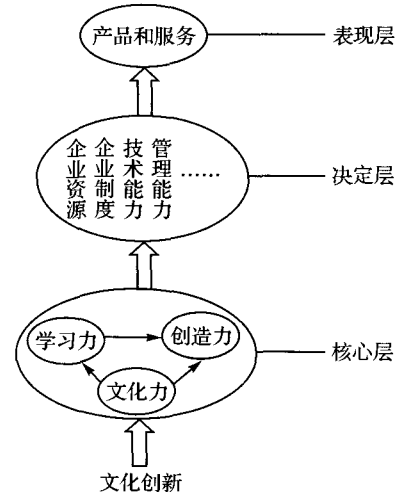 产品和服务
表现层
企业资源
企业制度
技术能力
管理能力
……
决定层
学习力
创造力
文化力
核心层
文化创新